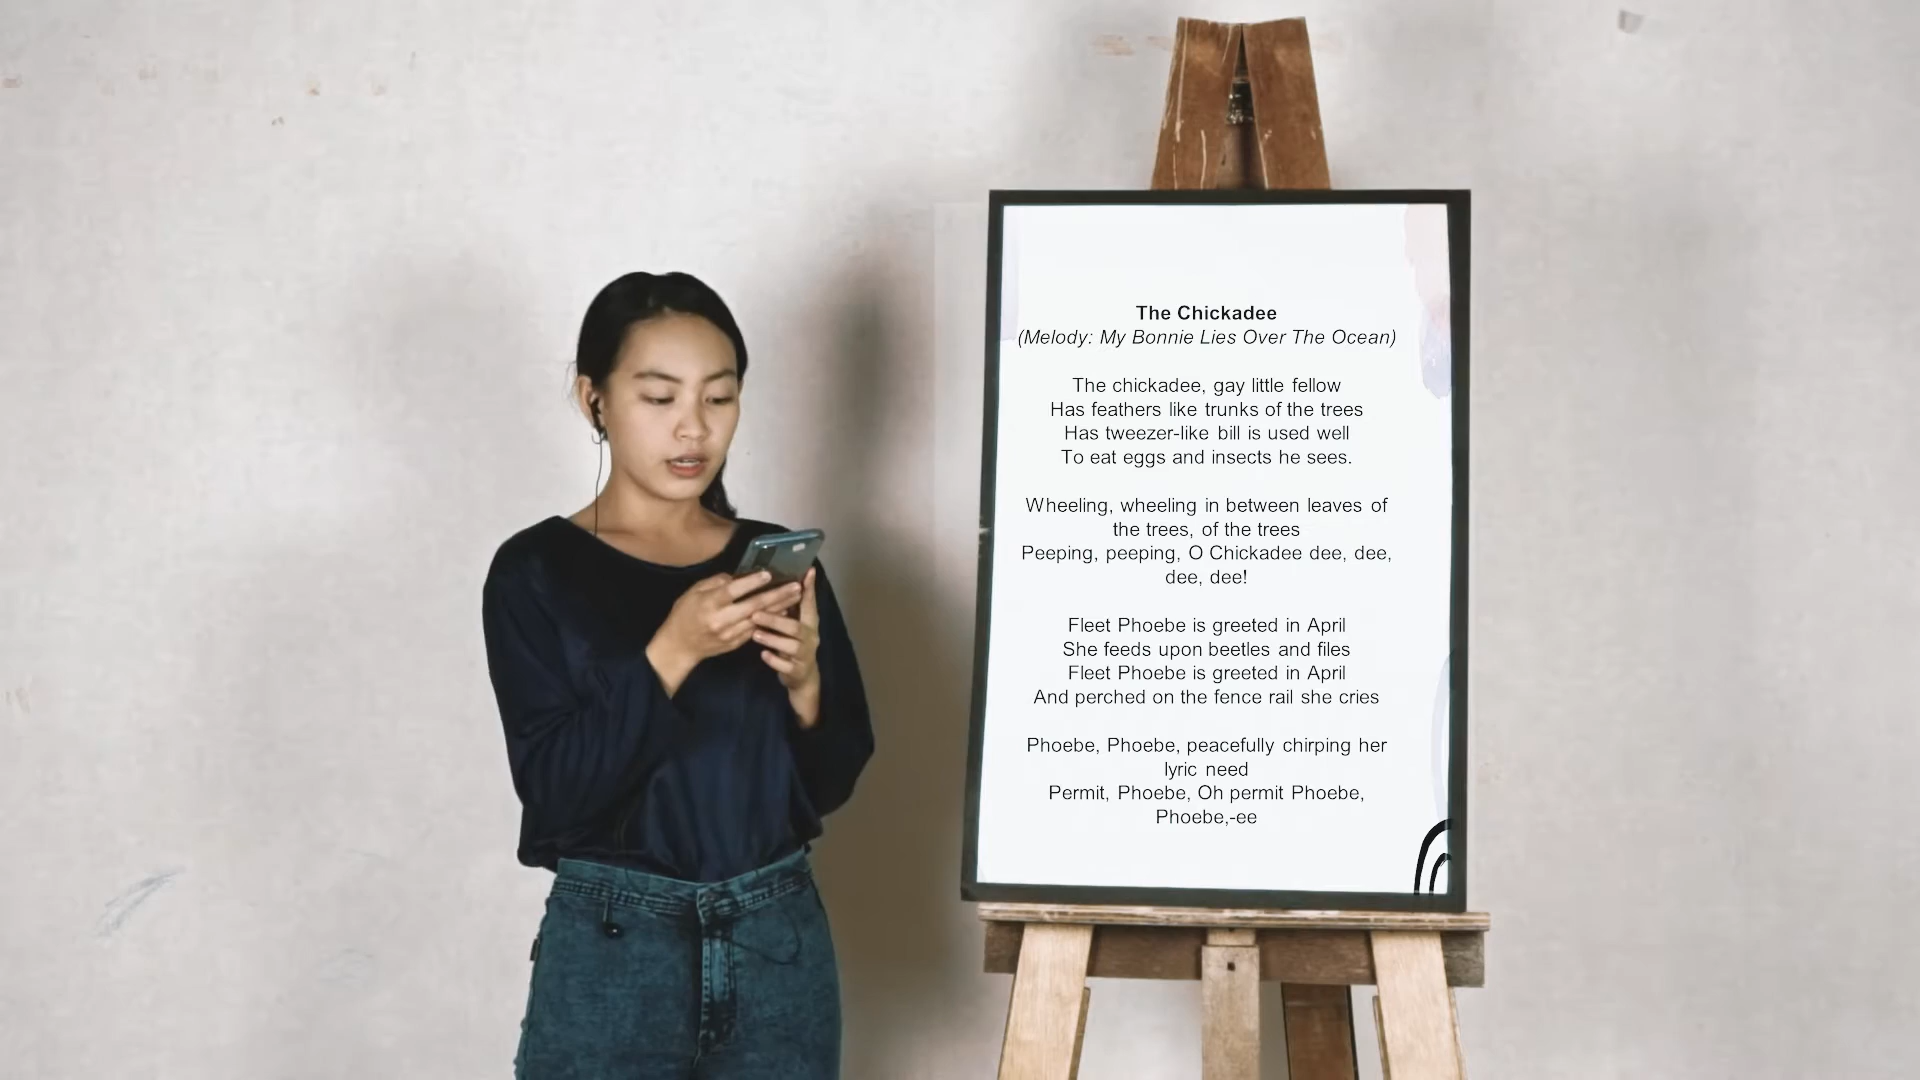 The Chickadee
(Melody: My Bonnie Lies Over The Ocean)
The chickadee, gay little fellow
Has feathers like trunks of the trees
Has tweezer-like bill is used well
To eat eggs and insects he sees.
Wheeling, wheeling in between leaves of
the trees, of the trees
Peeping, peeping, O Chickadee dee, dee,
dee, dee!
Fleet Phoebe is greeted in April
She feeds upon beetles and files
Fleet Phoebe is greeted in April
And perched on the fence rail she cries
Phoebe, Phoebe, peacefully chirping her
lyric need
Permit, Phoebe, Oh permit Phoebe,
Phoebe,-ee